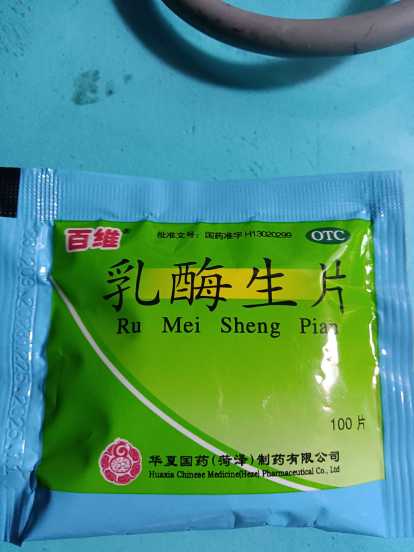 百维®
批准文号：国药准字H13020299
OTC
乳酶生片
Ru Mei Sheng Pian
100片
华夏国药(菏泽)制药有限公司
Huaxia Chinese Medicine(Heze) Pharmaceutical Co., Ltd